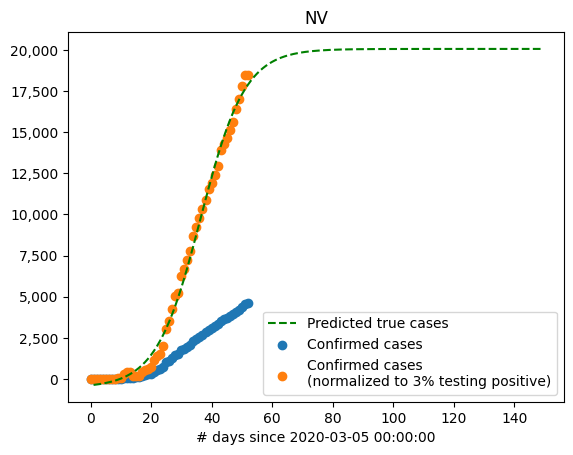 NV
20,000
17,500
15,000
12,500
10,000
7,500
5,000
2,500
0
Predicted true cases
Confirmed cases
Confirmed cases
(normalized to 3% testing positive)
0 20 40 60 80 100 120 140
# days since 2020-03-05 00:00:00